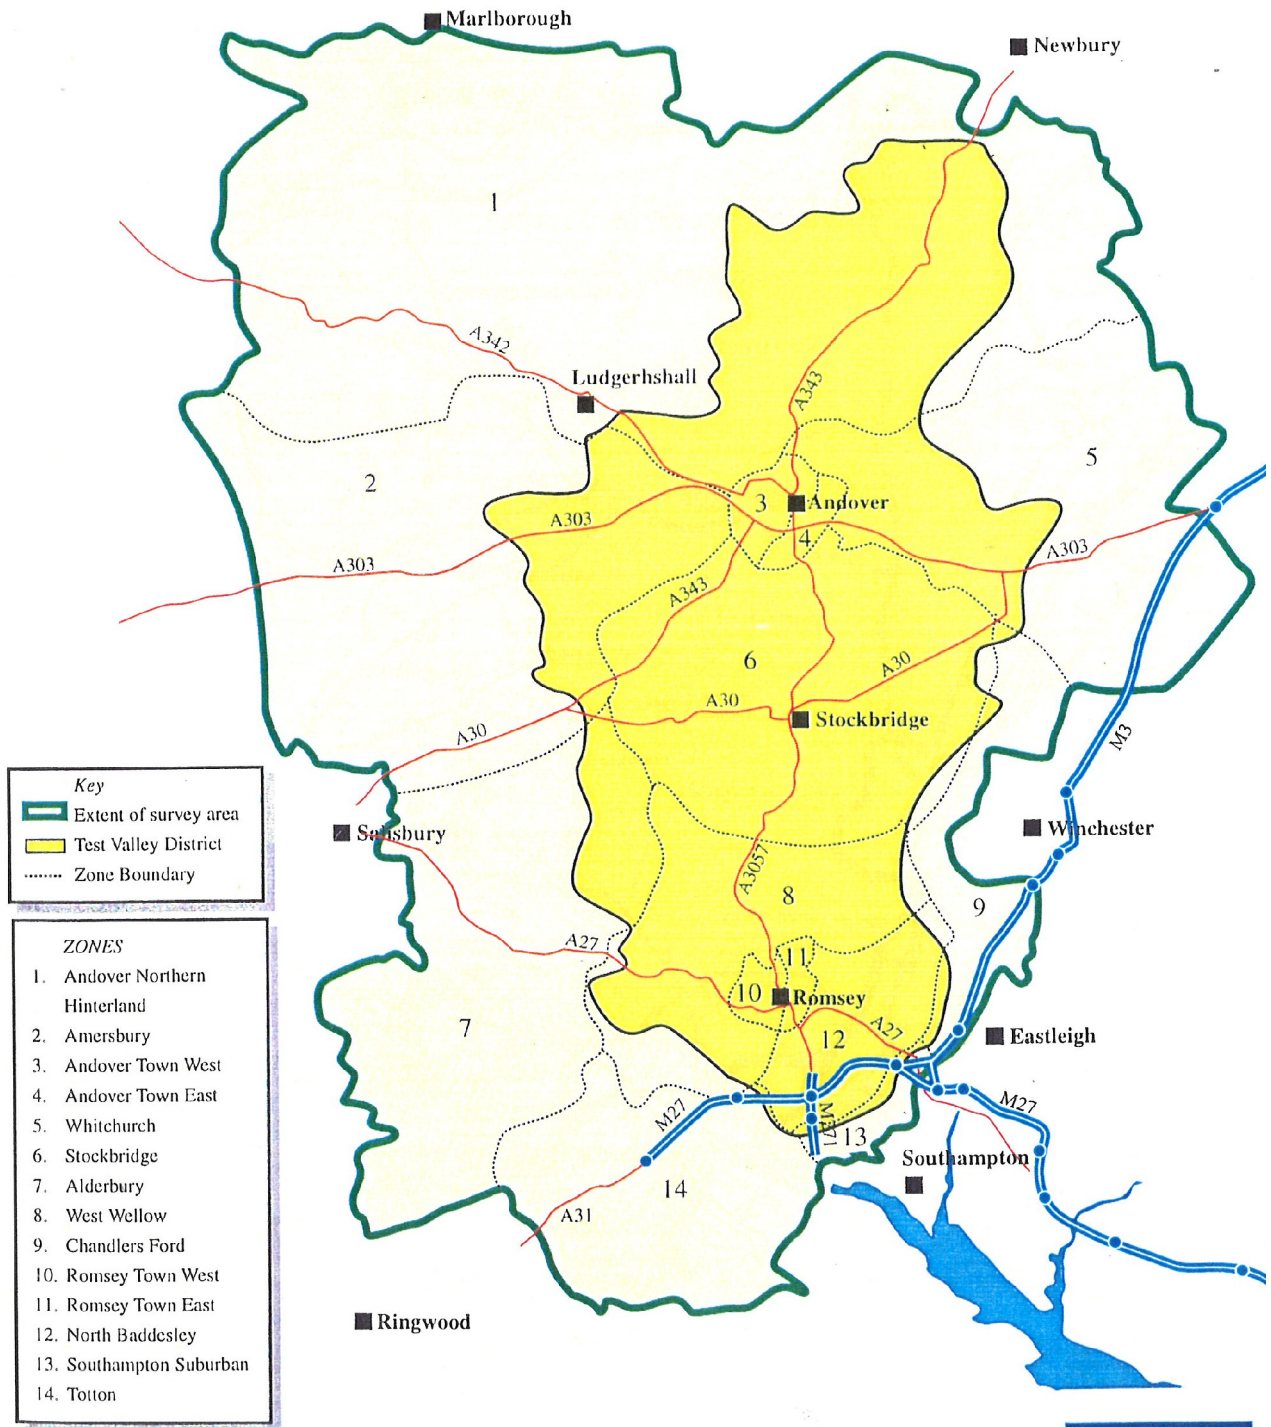 Marlborough
Newbury
1
A342
Ludgerhshall
A343
2
5
3
Andover
4
A303
A303
A303
A343
6
A30
A30
Stockbridge
A30
M3
Key
Extent of survey area
Test Valley District
Zone Boundary
Salisbury
Winchester
A3057
8
9
A27
11
10
Romsey
7
12
A27
Eastleigh
M27
M271
13
M27
Southampton
14
A31
Ringwood
ZONES
1. Andover Northern
Hinterland
2. Amersbury
3. Andover Town West
4. Andover Town East
5. Whitchurch
6. Stockbridge
7. Alderbury
8. West Wellow
9. Chandlers Ford
10. Romsey Town West
11. Romsey Town East
12. North Baddesley
13. Southampton Suburban
14. Totton